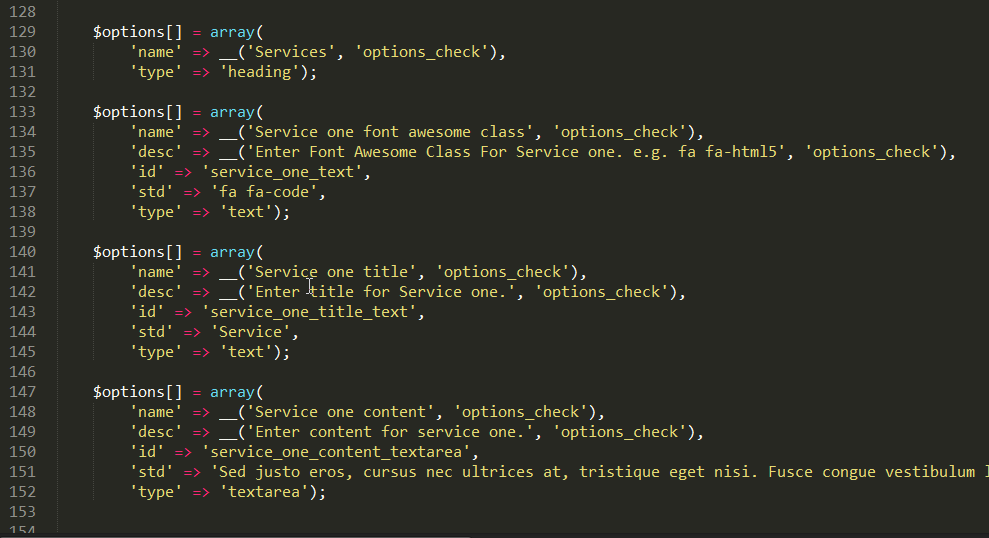 128
129 $options[] = array(
130 'name' => __('Services', 'options_check'),
131 'type' => 'heading');
132
133 $options[] = array(
134 'name' => __('Service one font awesome class', 'options_check'),
135 'desc' => __('Enter Font Awesome Class For Service one. e.g. fa fa-html5', 'options_check'),
136 'id' => 'service_one_text',
137 'std' => 'fa fa-code',
138 'type' => 'text');
139
140 $options[] = array(
141 'name' => __('Service one title', 'options_check'),
142 'desc' => __('Enter title for Service one.', 'options_check'),
143 'id' => 'service_one_title_text',
144 'std' => 'Service',
145 'type' => 'text');
146
147 $options[] = array(
148 'name' => __('Service one content', 'options_check'),
149 'desc' => __('Enter content for service one.', 'options_check'),
150 'id' => 'service_one_content_textarea',
151 'std' => 'Sed justo eros, cursus nec ultrices at, tristique eget nisi. Fusce congue vestibulum
152 'type' => 'textarea');
153
154